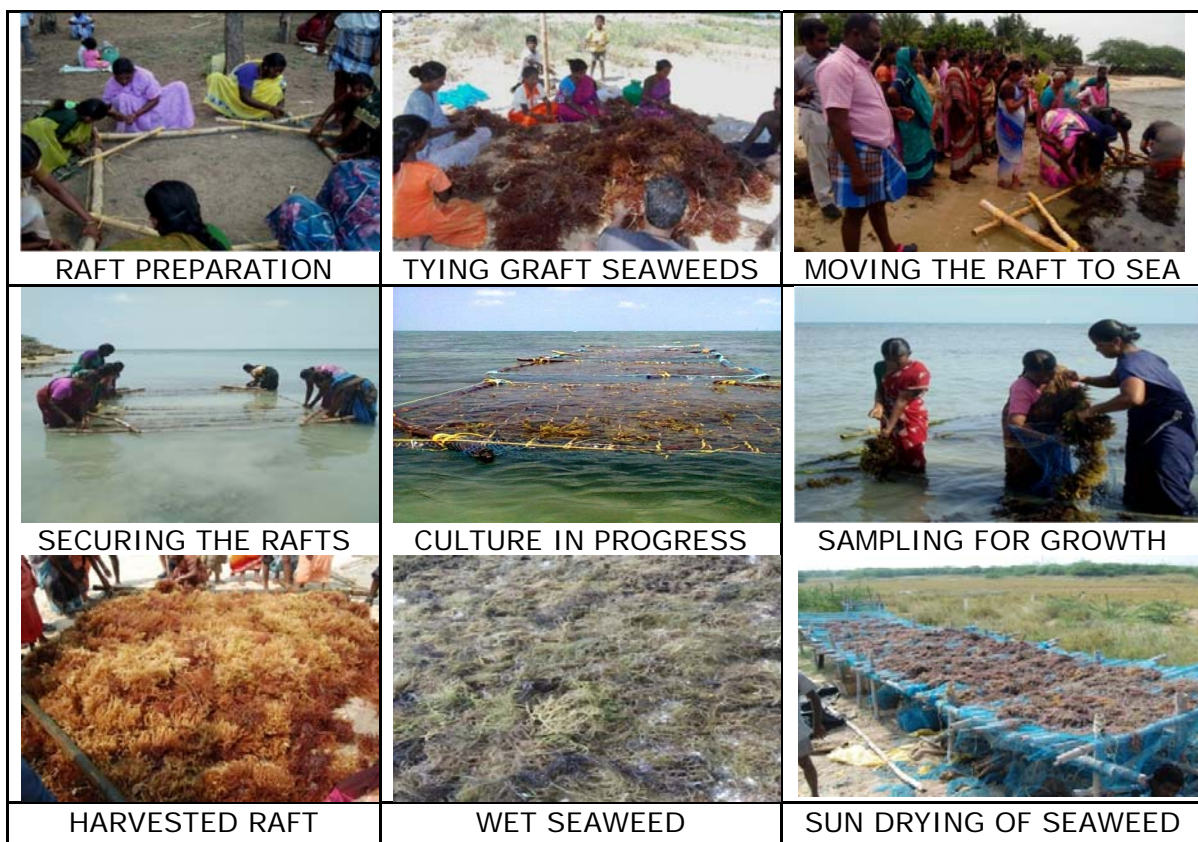 RAFT PREPARATION
TYING GRAFT SEAWEEDS
MOVING THE RAFT TO SEA
SECURING THE RAFTS
CULTURE IN PROGRESS
SAMPLING FOR GROWTH
HARVESTED RAFT
WET SEAWEED
SUN DRYING OF SEAWEED